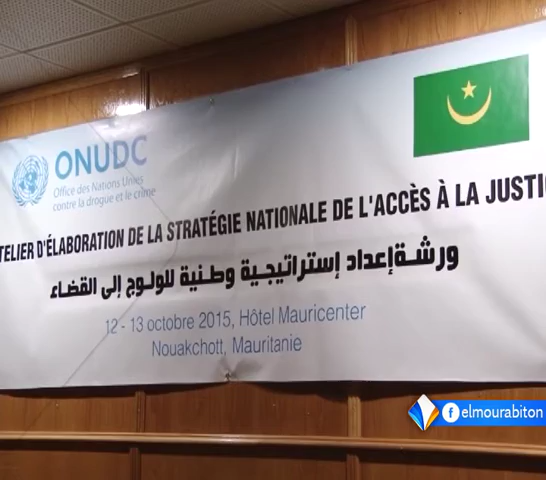 ONUDC
Office des Nations Unies
contre la drogue et le crime
TELIER D'ÉLABORATION DE LA STRATÉGIE NATIONALE DE L'ACCÈS À LA JUSTIC
ورشة إعداد إستراتيجية وطنية للولوج إلى القضاء
12 - 13 octobre 2015, Hôtel Mauricenter
Nouakchott, Mauritanie
elmourabiton